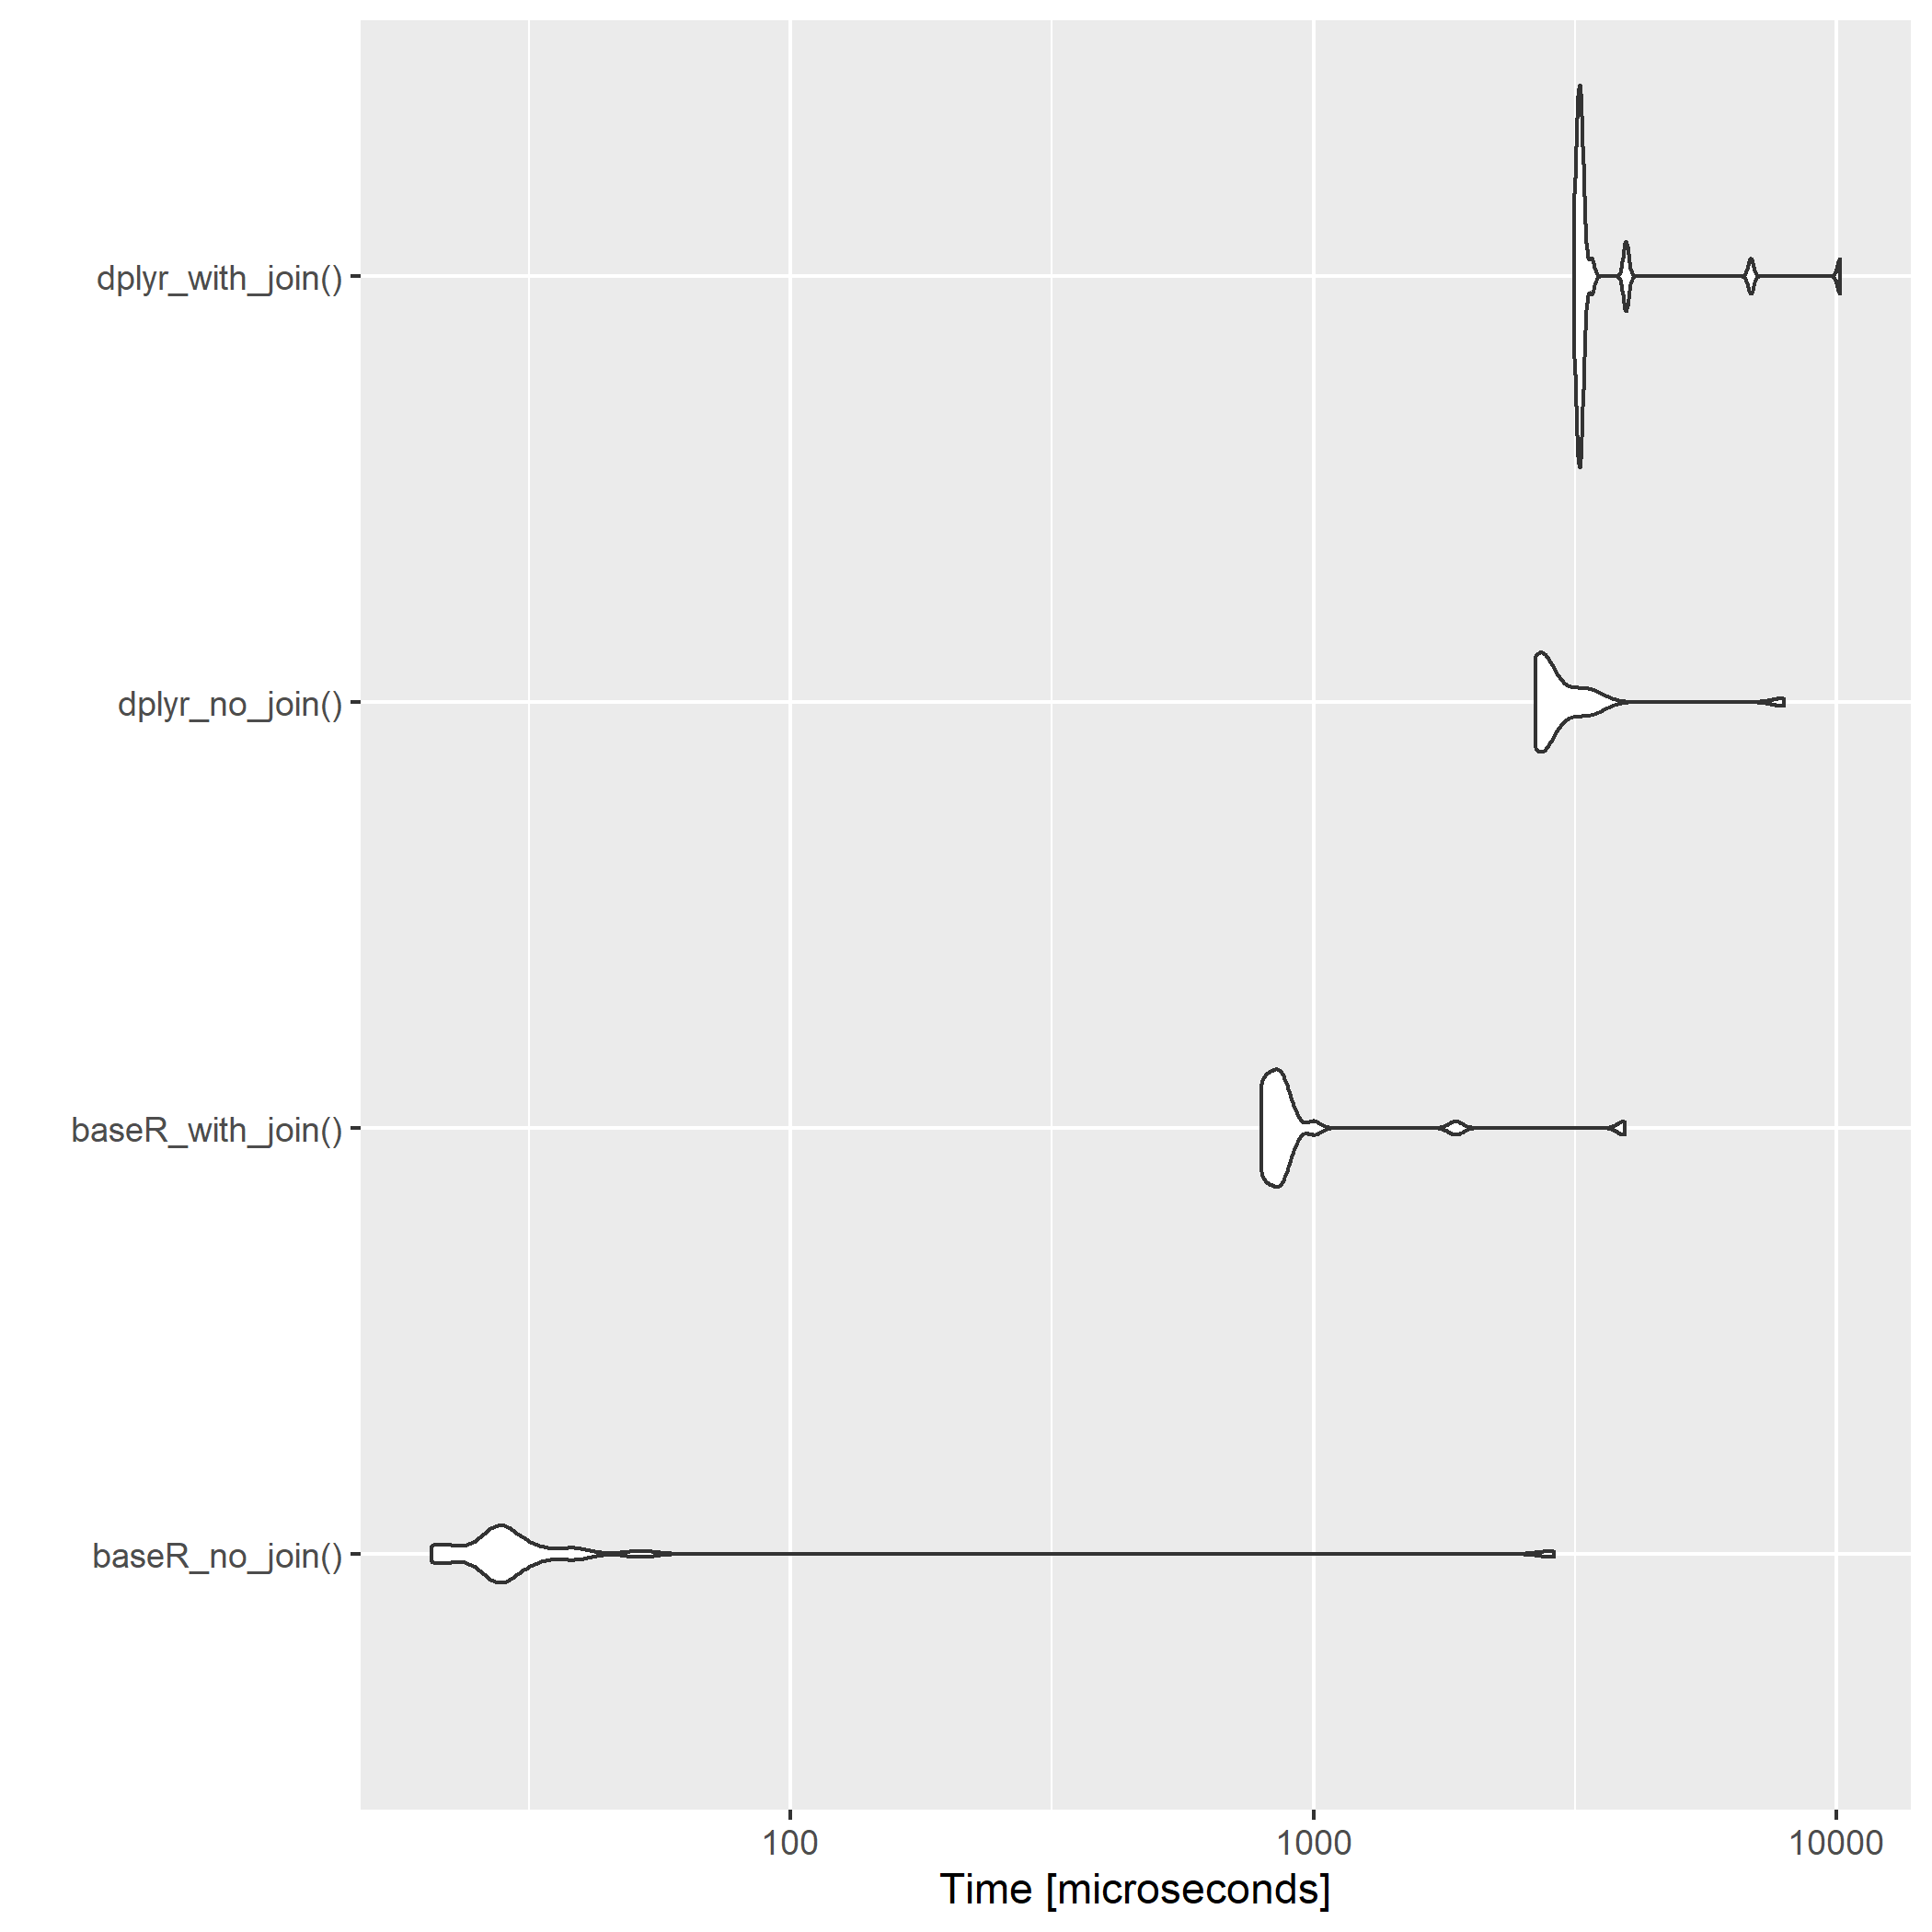 dplyr_with_join()
dplyr_no_join()
baseR_with_join()
baseR_no_join()
100 1000 10000
Time [microseconds]